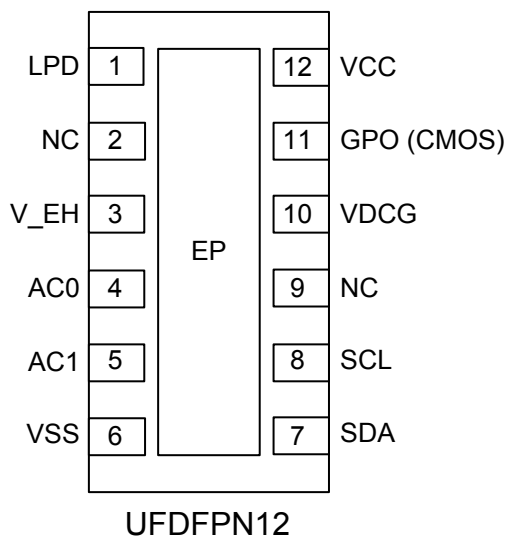 LPD 1 12 VCC
NC 2 11 GPO (CMOS)
V_EH 3 10 VDCG
EP
AC0 4 9 NC
AC1 5 8 SCL
VSS 6 7 SDA
UFDFPN12